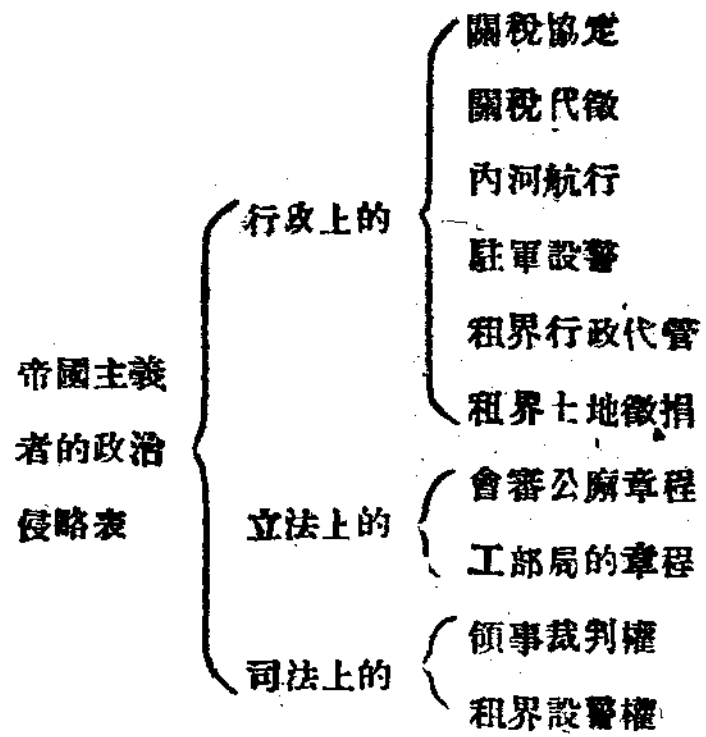 帝國主義
者的政治
侵略表
行政上的
關稅協定
關稅代徵
內河航行
駐軍設警
租界行政代管
租界土地徵捐
立法上的
會審公廨章程
工部局的章程
司法上的
領事裁判權
租界設警權